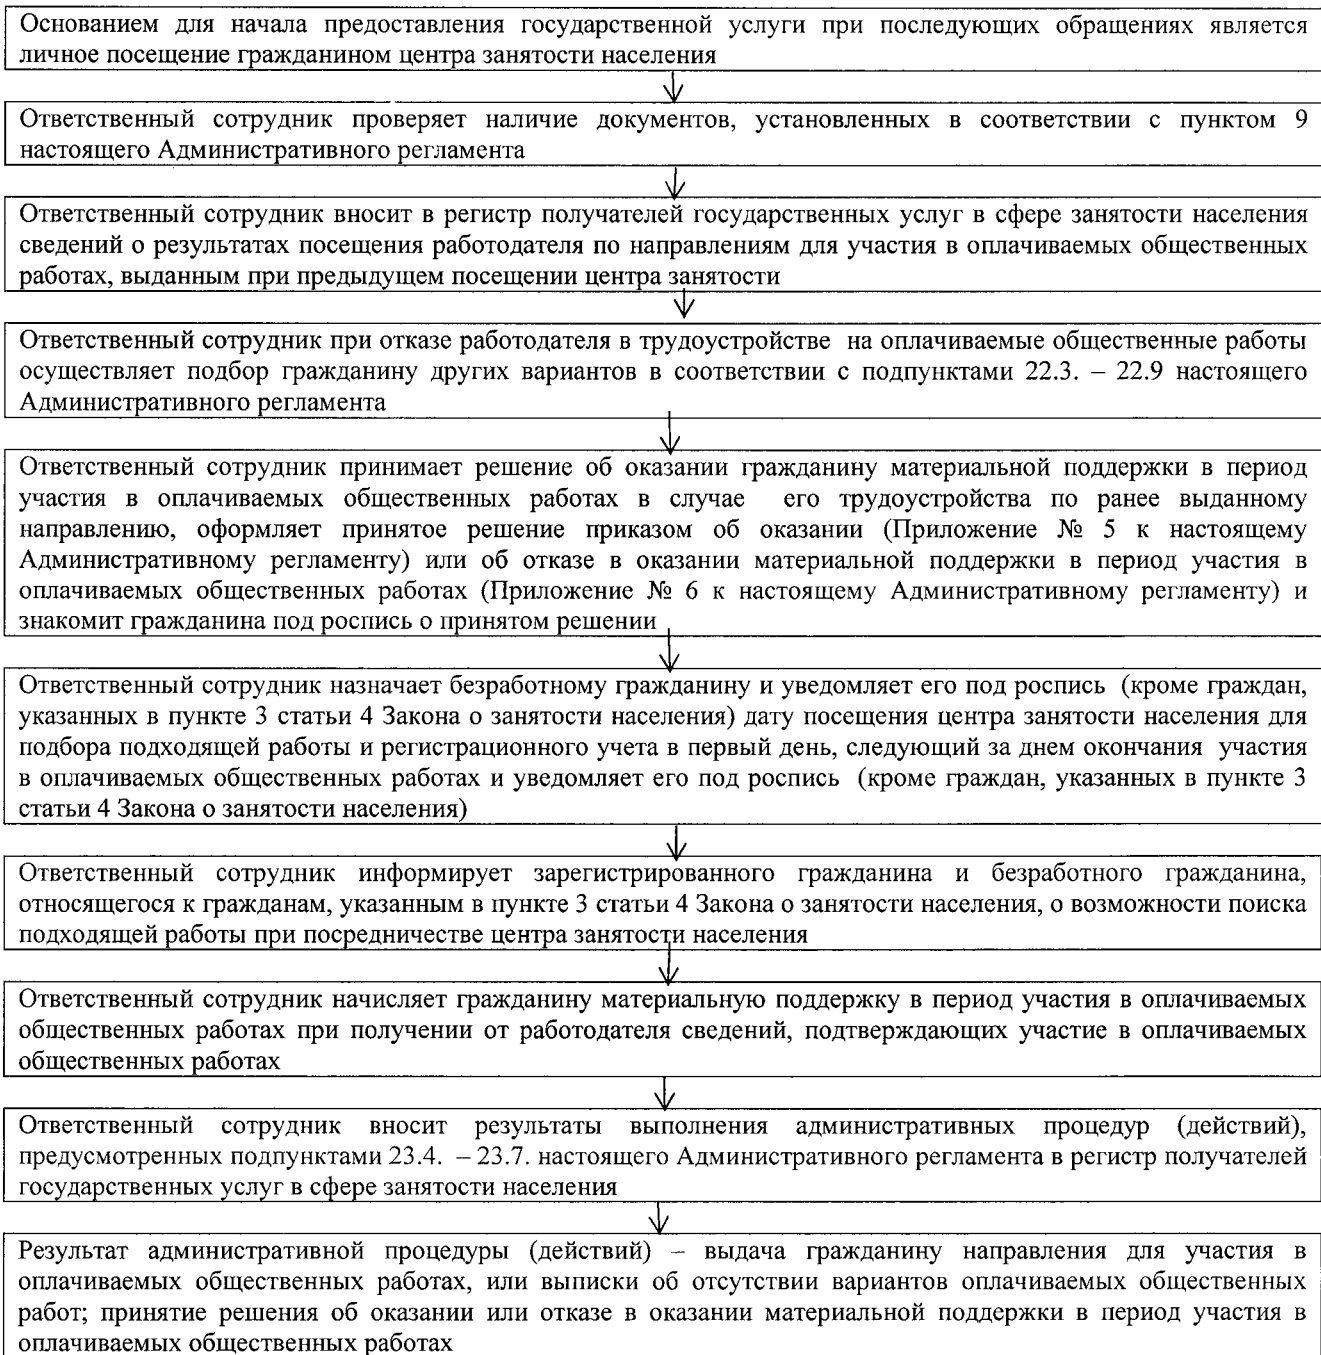 Основанием для начала предоставления государственной услуги при последующих обращениях является
личное посещение гражданином центра занятости населения
Ответственный сотрудник проверяет наличие документов, установленных в соответствии с пунктом 9
настоящего Административного регламента
Ответственный сотрудник вносит в регистр получателей государственных услуг в сфере занятости населения
сведений о результатах посещения работодателя по направлениям для участия в оплачиваемых общественных
работах, выданным при предыдущем посещении центра занятости
Ответственный сотрудник при отказе работодателя в трудоустройстве на оплачиваемые общественные работы
осуществляет подбор гражданину других вариантов в соответствии с подпунктами 22.3. – 22.9 настоящего
Административного регламента
Ответственный сотрудник принимает решение об оказании гражданину материальной поддержки в период
участия в оплачиваемых общественных работах в случае его трудоустройства по ранее выданному
направлению, оформляет принятое решение приказом об оказании (Приложение № 5 к настоящему
Административному регламенту) или об отказе в оказании материальной поддержки в период участия в
оплачиваемых общественных работах (Приложение № 6 к настоящему Административному регламенту) и
знакомит гражданина под роспись о принятом решении
Ответственный сотрудник назначает безработному гражданину и уведомляет его под роспись (кроме граждан,
указанных в пункте 3 статьи 4 Закона о занятости населения) дату посещения центра занятости населения для
подбора подходящей работы и регистрационного учета в первый день, следующий за днем окончания участия
в оплачиваемых общественных работах и уведомляет его под роспись (кроме граждан, указанных в пункте 3
статьи 4 Закона о занятости населения)
Ответственный сотрудник информирует зарегистрированного гражданина и безработного гражданина,
относящегося к гражданам, указанным в пункте 3 статьи 4 Закона о занятости населения, о возможности поиска
подходящей работы при посредничестве центра занятости населения
Ответственный сотрудник начисляет гражданину материальную поддержку в период участия в оплачиваемых
общественных работах при получении от работодателя сведений, подтверждающих участие в оплачиваемых
общественных работах
Ответственный сотрудник вносит результаты выполнения административных процедур (действий),
предусмотренных подпунктами 23.4. – 23.7. настоящего Административного регламента в регистр получателей
государственных услуг в сфере занятости населения
Результат административной процедуры (действий) – выдача гражданину направления для участия в
оплачиваемых общественных работах, или выписки об отсутствии вариантов оплачиваемых общественных
работ; принятие решения об оказании или отказе в оказании материальной поддержки в период участия в
оплачиваемых общественных работах